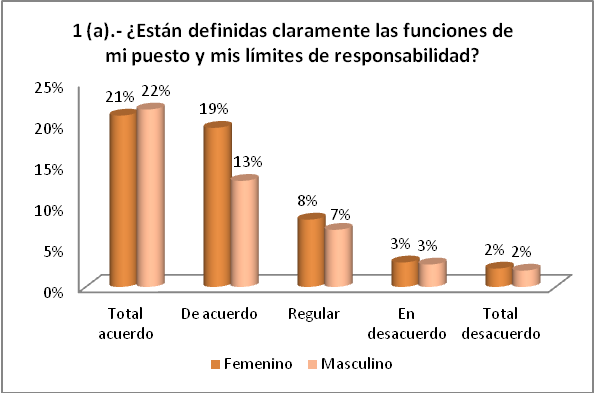 1 (a).- ¿Están definidas claramente las funciones de
mi puesto y mis límites de responsabilidad?
25%
20%
15%
10%
5%
0%
21%
22%
19%
13%
8%
7%
3%
3%
2%
2%
Total
acuerdo
De acuerdo
Regular
En
desacuerdo
Total
desacuerdo
Femenino
Masculino